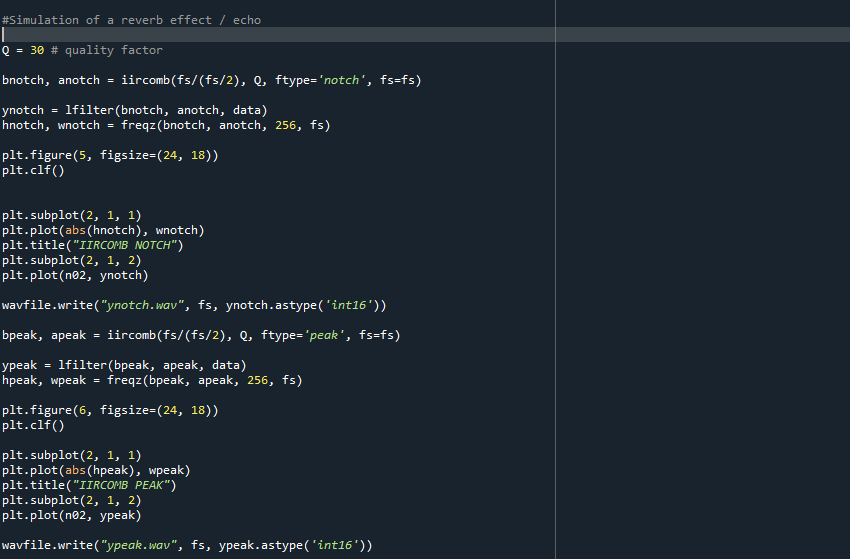 #Simulation of a reverb effect / echo
Q = 30 # quality factor
bnotch, anotch = iircomb(fs/(fs/2), Q, ftype='notch', fs=fs)
ynotch = lfilter(bnotch, anotch, data)
hnotch, wnotch = freqz(bnotch, anotch, 256, fs)
plt.figure(5, figsize=(24, 18))
plt.clf()
plt.subplot(2, 1, 1)
plt.plot(abs(hnotch), wnotch)
plt.title("IIRCOMB NOTCH")
plt.subplot(2, 1, 2)
plt.plot(n02, ynotch)
wavfile.write("ynotch.wav", fs, ynotch.astype('int16'))
bpeak, apeak = iircomb(fs/(fs/2), Q, ftype='peak', fs=fs)
ypeak = lfilter(bpeak, apeak, data)
hpeak, wpeak = freqz(bpeak, apeak, 256, fs)
plt.figure(6, figsize=(24, 18))
plt.clf()
plt.subplot(2, 1, 1)
plt.plot(abs(hpeak), wpeak)
plt.title("IIRCOMB PEAK")
plt.subplot(2, 1, 2)
plt.plot(n02, ypeak)
wavfile.write("ypeak.wav", fs, ypeak.astype('int16'))